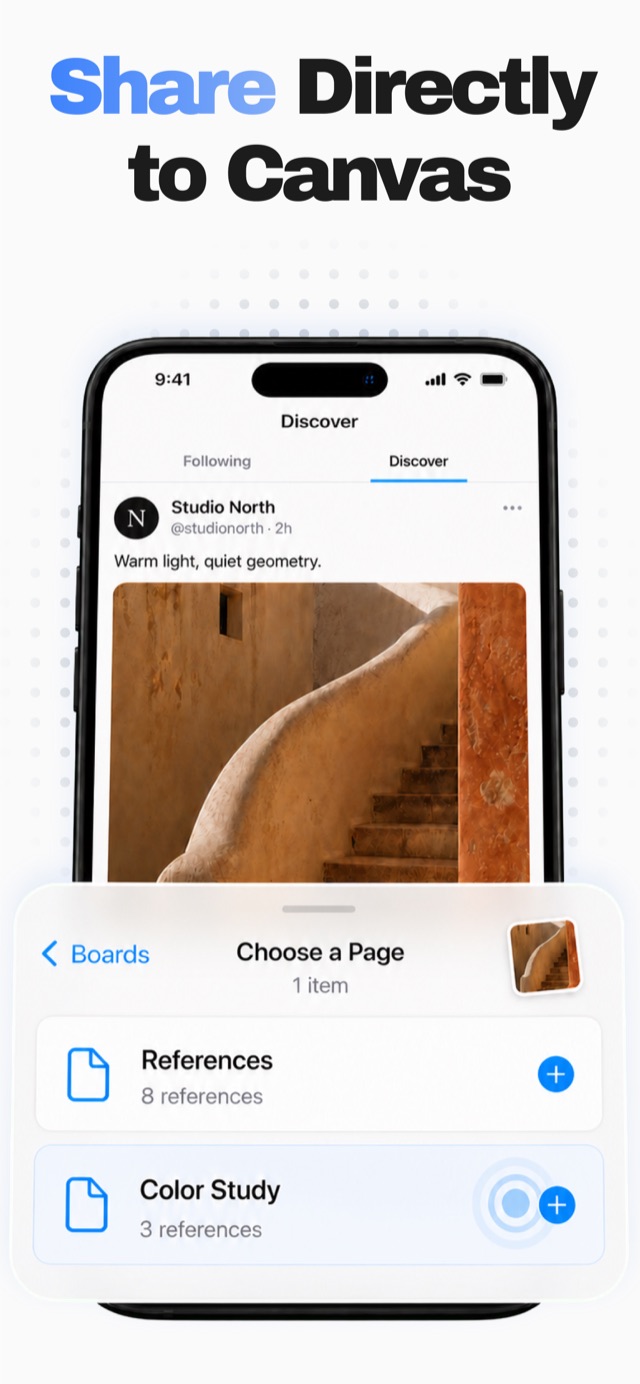 Share Directly
to Canvas
9:41
Discover
Following
Discover
N
Studio North
@studionorth · 2h
Warm light, quiet geometry.
Boards
Choose a Page
1 item
References
8 references
Color Study
3 references